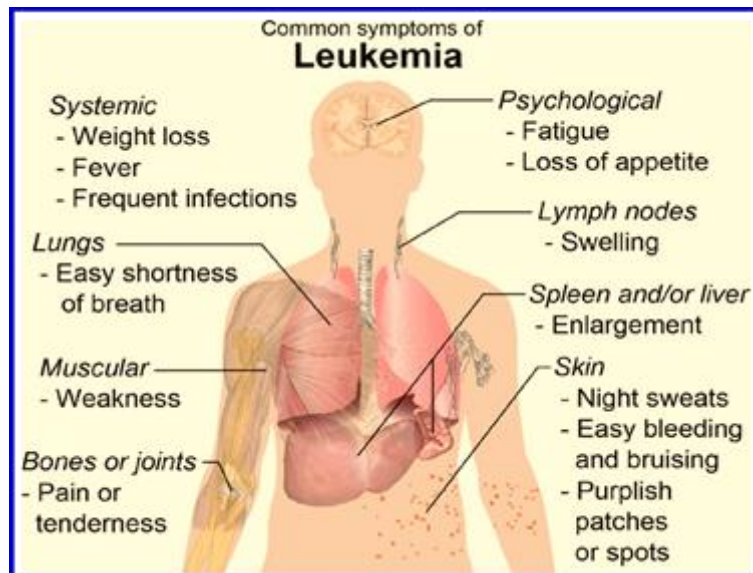 Common symptoms of
Leukemia
Systemic
- Weight loss
- Fever
- Frequent infections
Lungs
- Easy shortness
of breath
Muscular
- Weakness
Bones or joints
- Pain or
tenderness
Psychological
- Fatigue
- Loss of appetite
Lymph nodes
- Swelling
Spleen and/or liver
- Enlargement
Skin
- Night sweats
- Easy bleeding
and bruising
- Purplish
patches
or spots